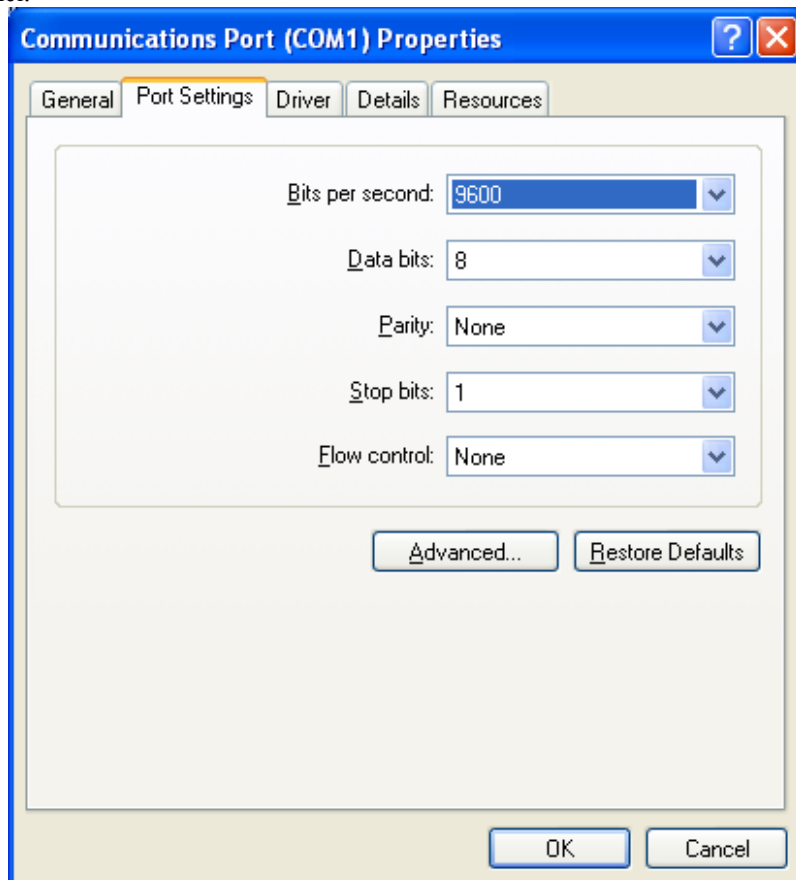 Communications Port (COM1) Properties
General Port Settings Driver Details Resources
Bits per second: 9600
Data bits: 8
Parity: None
Stop bits: 1
Flow control: None
Advanced... Restore Defaults
OK Cancel